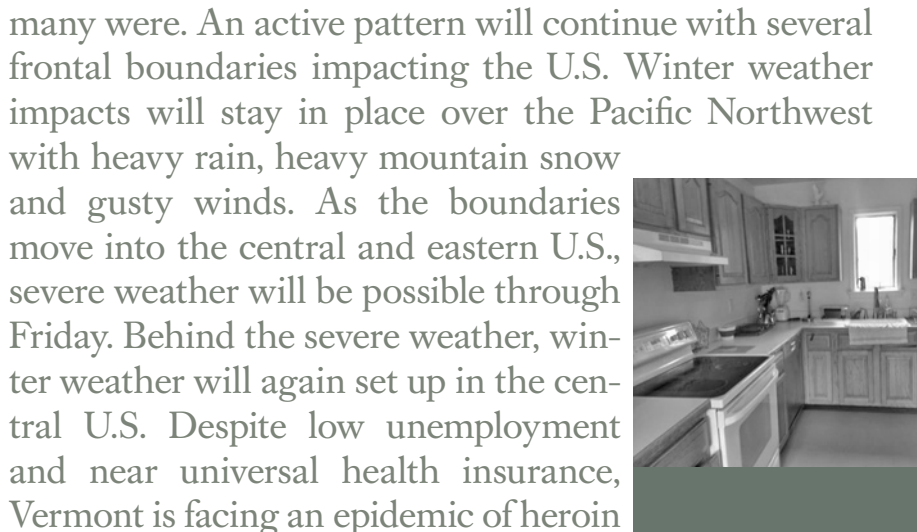 many were. An active pattern will continue with several
frontal boundaries impacting the U.S. Winter weather
impacts will stay in place over the Pacific Northwest
with heavy rain, heavy mountain snow
and gusty winds. As the boundaries
move into the central and eastern U.S.,
severe weather will be possible through
Friday. Behind the severe weather, win-
ter weather will again set up in the cen-
tral U.S. Despite low unemployment
and near universal health insurance,
Vermont is facing an epidemic of heroin